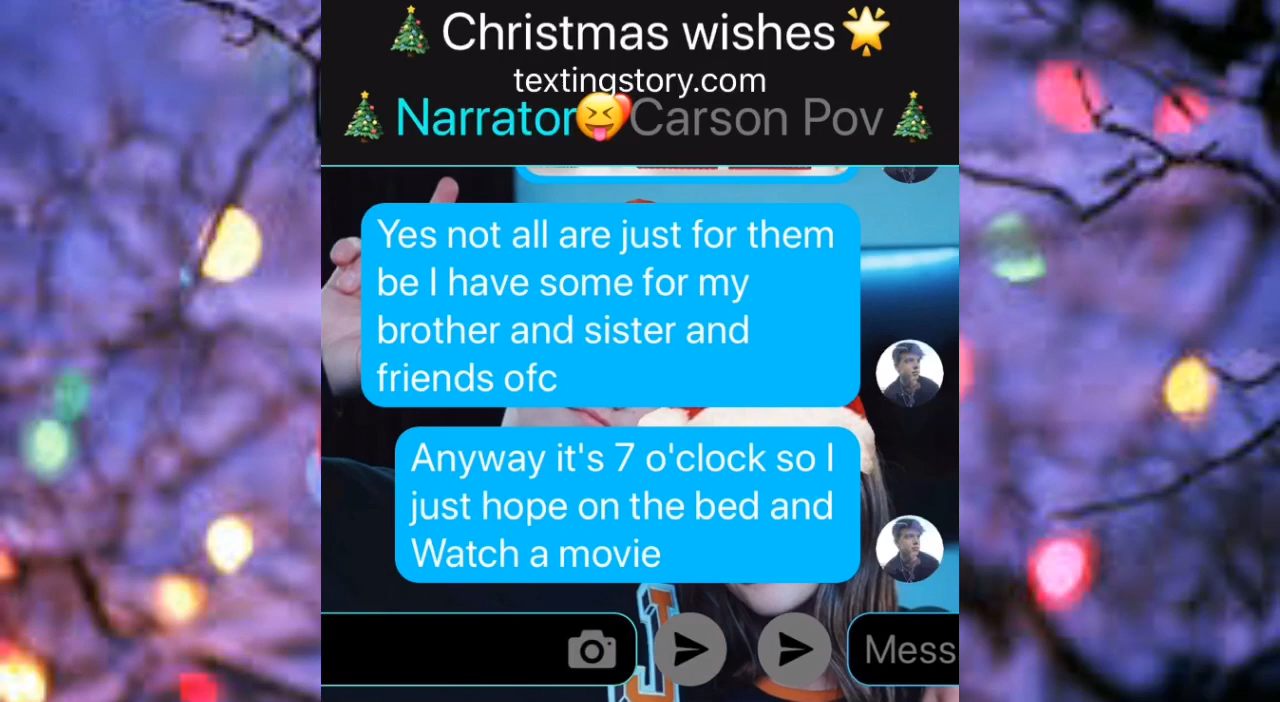 🎄Christmas wishes🌟
textingstory.com
🎄Narrator😝Carson Pov🎄
Yes not all are just for them
be I have some for my
brother and sister and
friends ofc
Anyway it's 7 o'clock so I
just hope on the bed and
Watch a movie
Mess